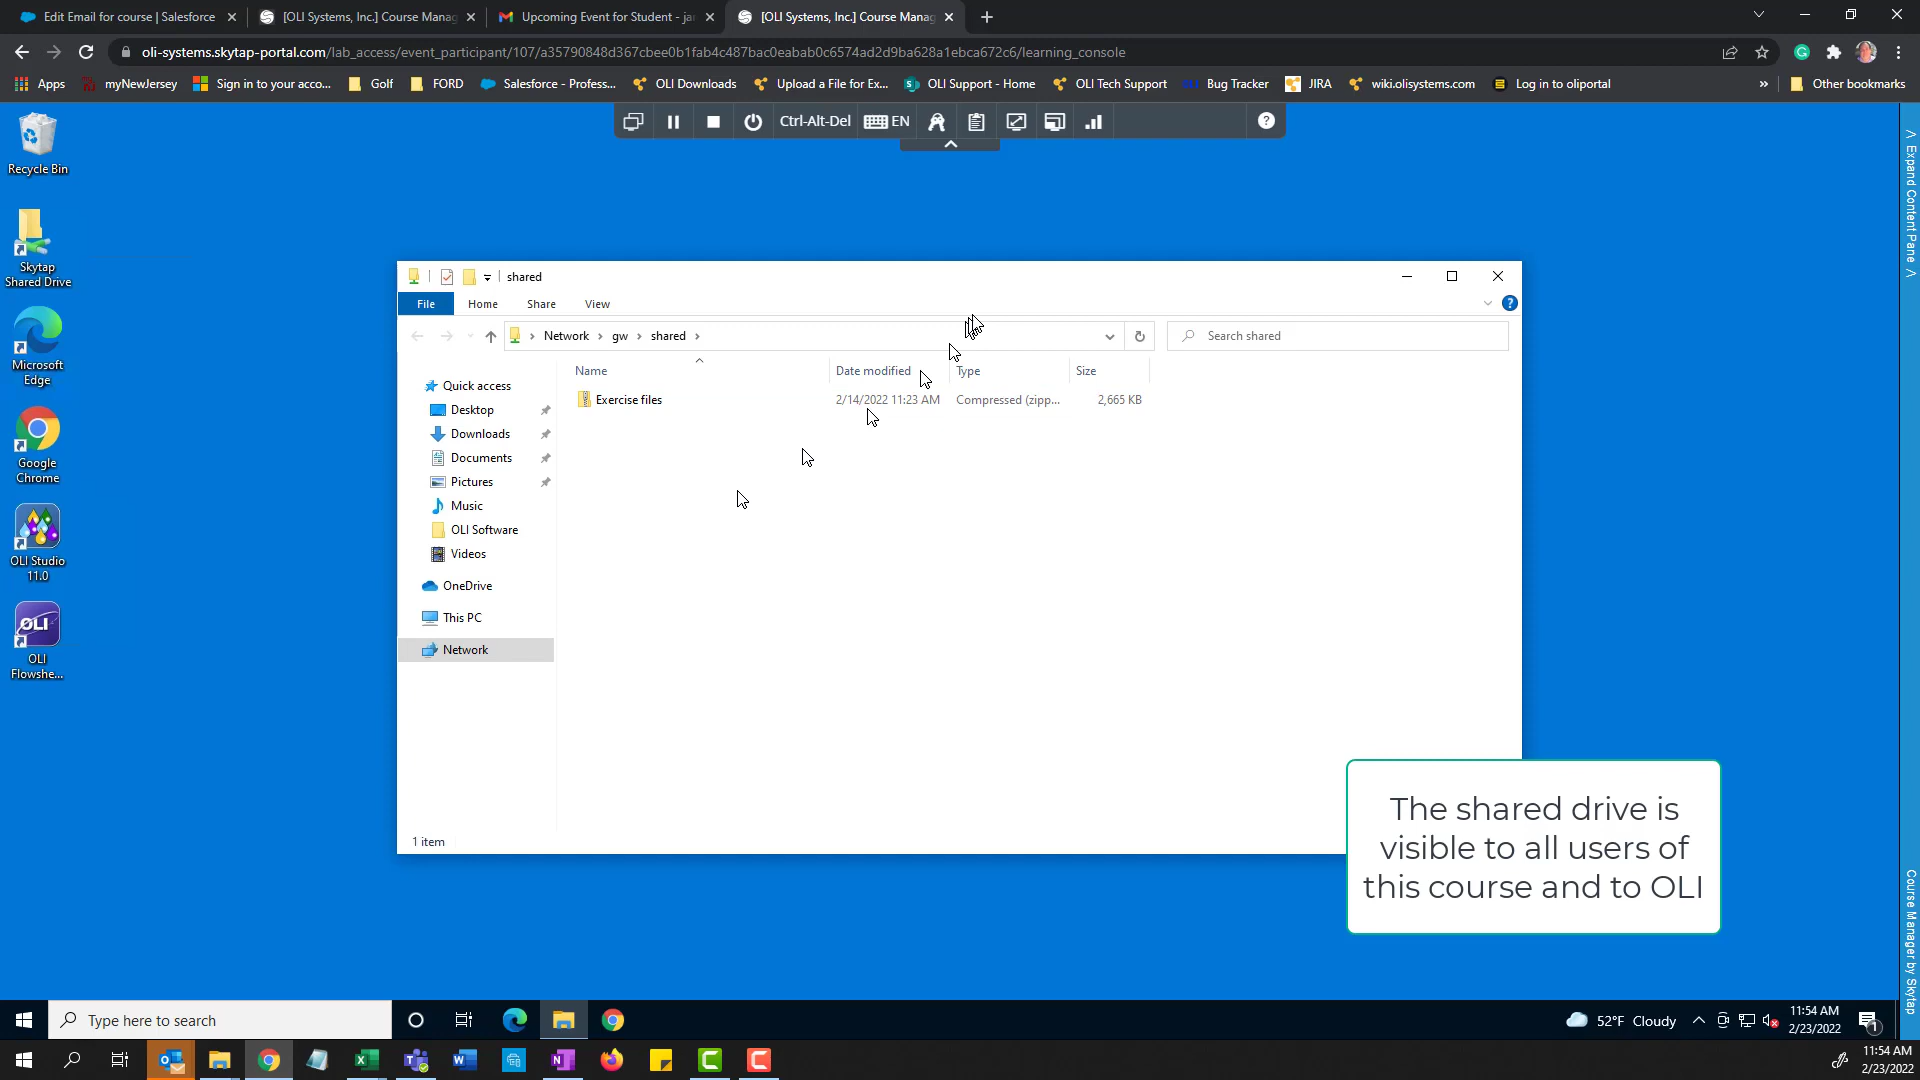 Edit Email for course | Salesforce
[OLI Systems, Inc.] Course Manag
Upcoming Event for Student - jar
[OLI Systems, Inc.] Course Manag
oli-systems.skytap-portal.com/lab_access/event_participant/107/a35790848d367cbee0b1fab4c487bac0eabab0c6574ad2d9ba628a1ebca672c6/learning_console
Apps
myNewJersey
Sign in to your acco...
Golf
FORD
Salesforce - Profess...
OLI Downloads
Upload a File for Ex...
OLI Support - Home
OLI Tech Support
Bug Tracker
JIRA
wiki.olisystems.com
Log in to oliportal
»
Other bookmarks
Ctrl-Alt-Del
EN
Recycle Bin
Skytap
Shared Drive
Microsoft
Edge
Google
Chrome
OLI Studio
11.0
OLI
OLI
Flowshe...
shared
File
Home
Share
View
Network
gw
shared
Search shared
Name
Date modified
Type
Size
Exercise files
2/14/2022 11:23 AM
Compressed (zipp...
2,665 KB
Quick access
Desktop
Downloads
Documents
Pictures
Music
OLI Software
Videos
OneDrive
This PC
Network
1 item
The shared drive is
visible to all users of
this course and to OLI
Expand Content Pane
Course Manager by Skytap
Type here to search
52°F Cloudy
11:54 AM
2/23/2022
1
11:54 AM
2/23/2022